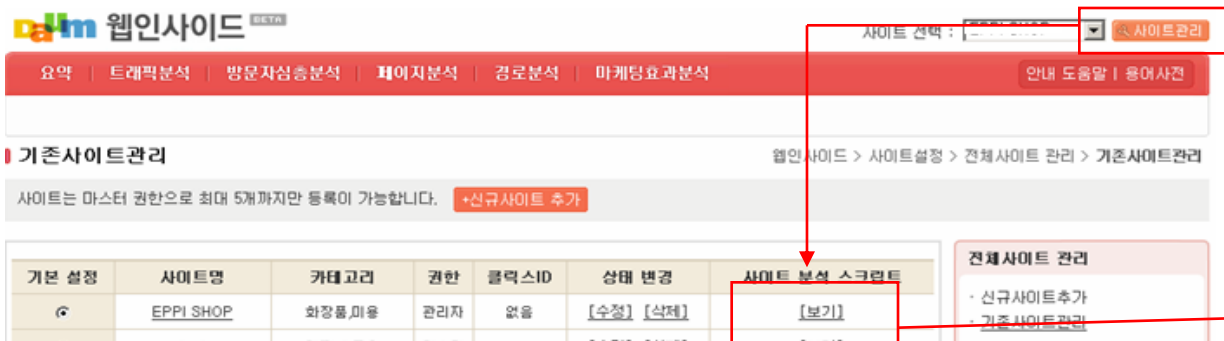 Daum 웹인사이드 BETA
사이트 선택 : EPPI SHOP 사이트관리
요약 | 트래픽분석 | 방문자심층분석 | 페이지분석 | 경로분석 | 마케팅효과분석 안내 도움말 | 용어사전
기존사이트관리 웹인사이드 > 사이트설정 > 전체사이트 관리 > 기존사이트관리
사이트는 마스터 권한으로 최대 5개까지만 등록이 가능합니다. +신규사이트 추가
기본 설정 사이트명 카테고리 권한 클릭스ID 상태 변경 사이트 분석 스크립트
EPPI SHOP 화장품,미용 관리자 없음 [수정] [삭제] [보기]
전체사이트 관리
· 신규사이트추가
· 기존사이트관리